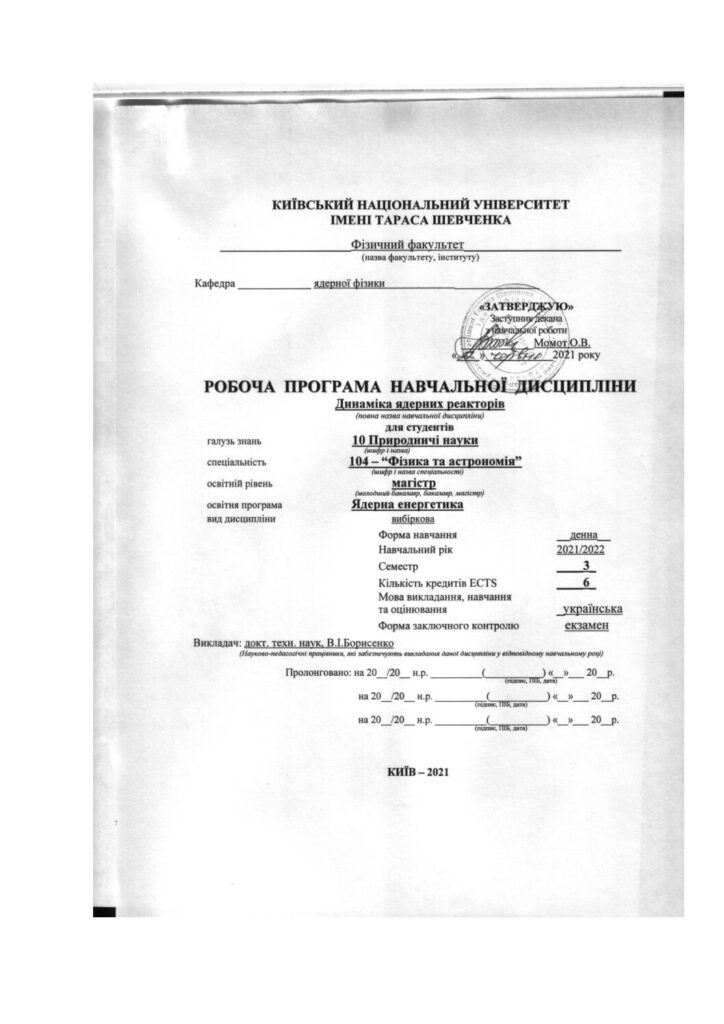 КИЇВСЬКИЙ НАЦІОНАЛЬНИЙ УНІВЕРСИТЕТ
ІМЕНІ ТАРАСА ШЕВЧЕНКА
Фізичний факультет
(назва факультету, інституту)
Кафедра ядерної фізики
«ЗАТВЕРДЖУЮ»
Заступник декана
з навчальної роботи
Момот О.В.
« » червня 2021 року
РОБОЧА ПРОГРАМА НАВЧАЛЬНОЇ ДИСЦИПЛІНИ
Динаміка ядерних реакторів
(повна назва навчальної дисципліни)
для студентів
галузь знань 10 Природничі науки
(шифр і назва)
спеціальність 104 – “Фізика та астрономія”
(шифр і назва спеціальності)
освітній рівень магістр
(молодший бакалавр, бакалавр, магістр)
освітня програма Ядерна енергетика
вид дисципліни вибіркова
Форма навчання денна
Навчальний рік 2021/2022
Семестр 3
Кількість кредитів ECTS 6
Мова викладання, навчання
та оцінювання українська
Форма заключного контролю екзамен
Викладач: докт. техн. наук, В.І.Борисенко
(Науково-педагогічні працівники, які забезпечують викладання даної дисципліни у відповідному навчальному році)
Пролонговано: на 20__/20__ н.р. __________(__________) «__»___ 20__р.
(підпис, ПІБ, дата)
на 20__/20__ н.р. __________(__________) «__»___ 20__р.
(підпис, ПІБ, дата)
на 20__/20__ н.р. __________(__________) «__»___ 20__р.
(підпис, ПІБ, дата)
КИЇВ – 2021